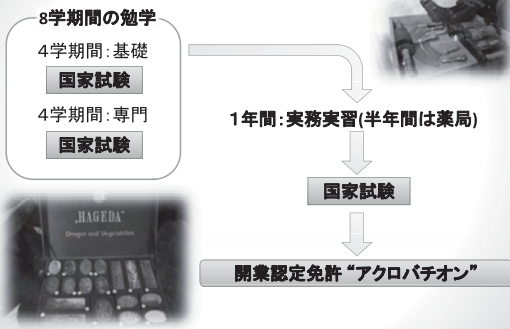 8学期間の勉学
４学期間：基礎
国家試験
４学期間：専門
国家試験
１年間：実務実習(半年間は薬局)
国家試験
開業認定免許 “アクロバチオン”
„HAGEDA“
Drogen und Vegetabilien